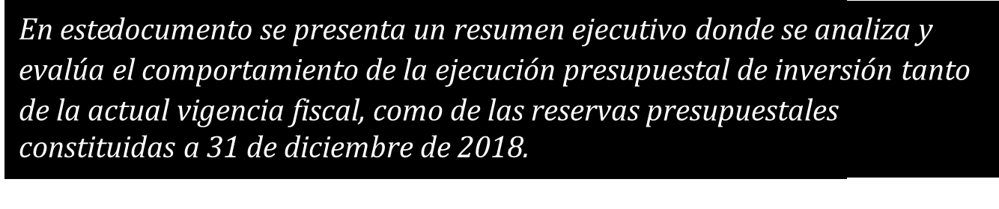 En estedocumento se presenta un resumen ejecutivo donde se analiza y
evalúa el comportamiento de la ejecución presupuestal de inversión tanto
de la actual vigencia fiscal, como de las reservas presupuestales
constituidas a 31 de diciembre de 2018.